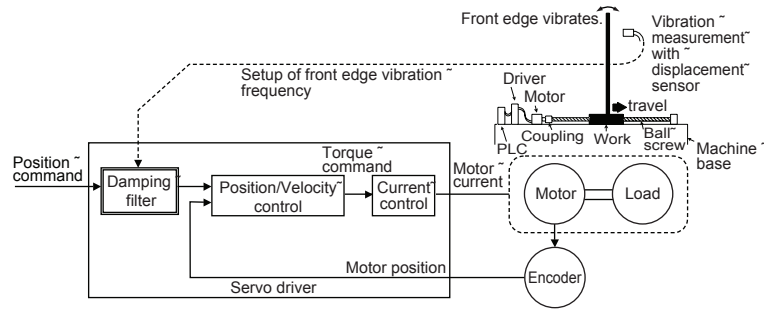 Front edge vibrates.
Vibration ~
measurement~
with ~
displacement~
sensor
Setup of front edge vibration ~
frequency
Driver
Motor
travel
PLC
Coupling
Work
Ball~
screw
Machine ~
base
Position ~
command
Damping~
filter
Position/Velocity~
control
Torque ~
command
Current~
control
Motor ~
current
Motor
Load
Motor position
Encoder
Servo driver